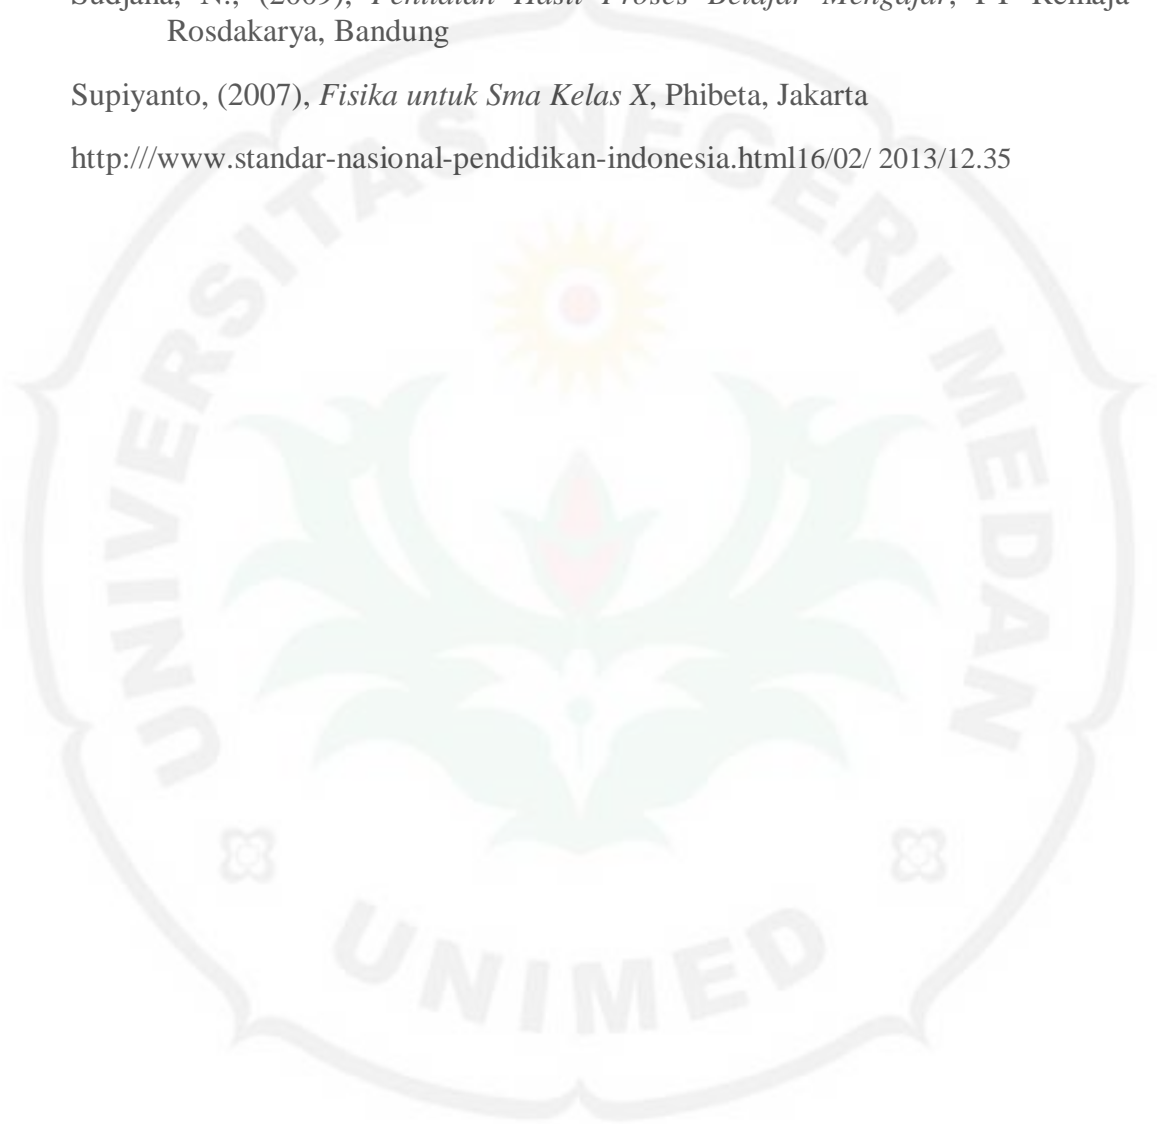 Sudjana, N., (2009), Penilaian Hasil Proses Belajar Mengajar, PT Remaja
Rosdakarya, Bandung
Supiyanto, (2007), Fisika untuk Sma Kelas X, Phibeta, Jakarta
http:///www.standar-nasional-pendidikan-indonesia.html16/02/ 2013/12.35
UNIVERSITAS NEGERI MEDAN
UNIMED